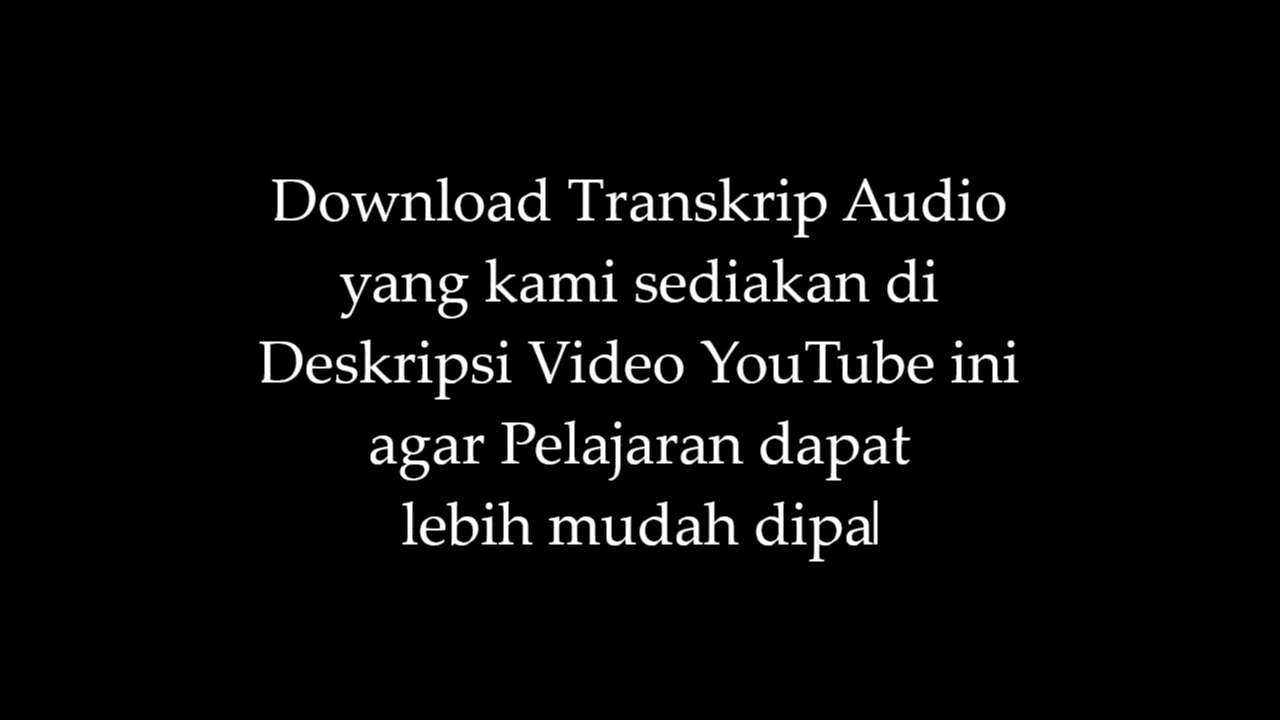 Download Transkrip Audio
yang kami sediakan di
Deskripsi Video YouTube ini
agar Pelajaran dapat
lebih mudah dipa